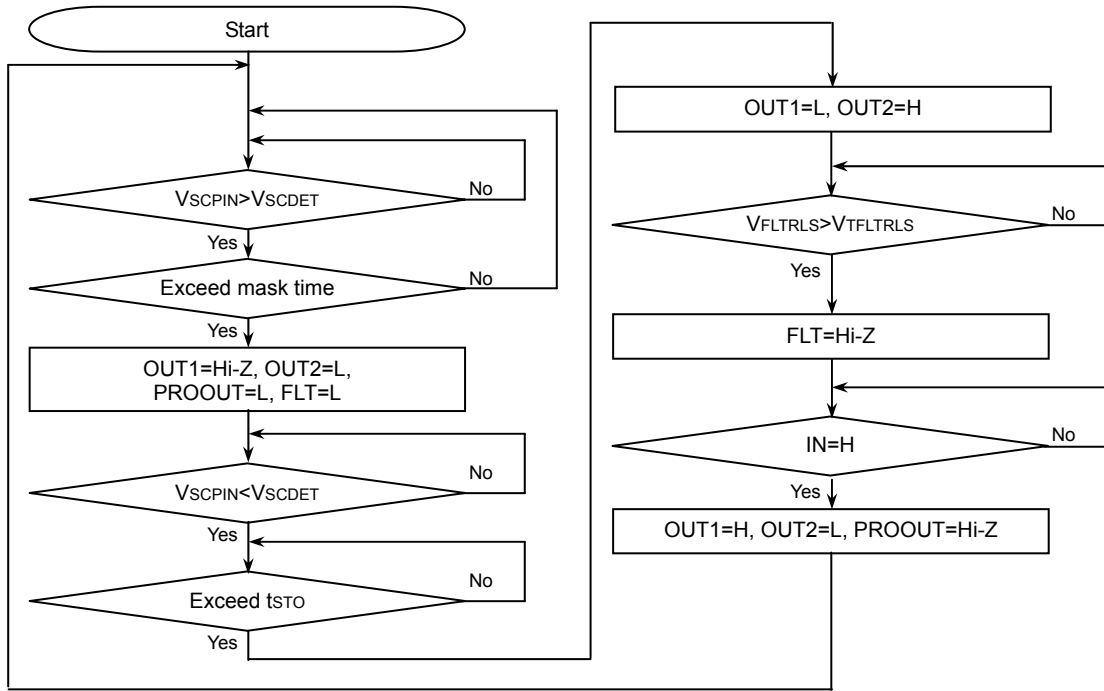 Start
VSCPIN>VSCDET
No
Yes
Exceed mask time
No
Yes
OUT1=Hi-Z, OUT2=L,
PROOUT=L, FLT=L
VSCPIN<VSCDET
No
Yes
Exceed tSTO
No
Yes
OUT1=L, OUT2=H
VFLTRLS>VTFLTRLS
No
Yes
FLT=Hi-Z
IN=H
No
Yes
OUT1=H, OUT2=L, PROOUT=Hi-Z